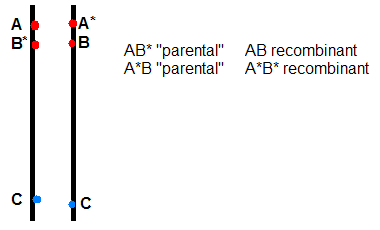 A A*
B* B
AB* "parental" AB recombinant
A*B "parental" A*B* recombinant
C C